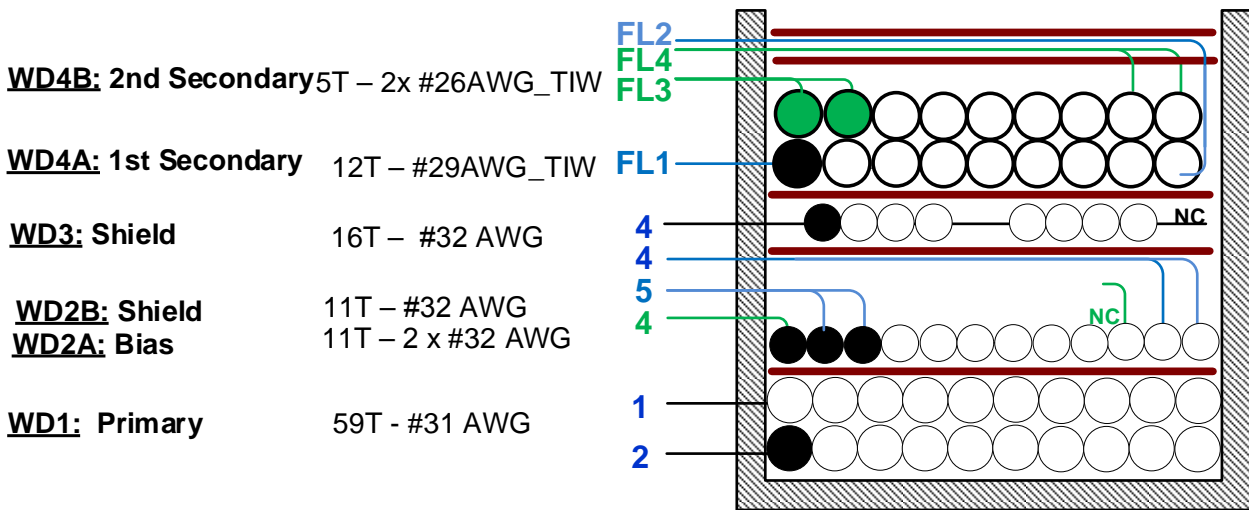 FL2
FL4
WD4B: 2nd Secondary 5T – 2x #26AWG_TIW FL3
WD4A: 1st Secondary 12T – #29AWG_TIW FL1
WD3: Shield 16T – #32 AWG 4 NC
4
WD2B: Shield 11T – #32 AWG 5
WD2A: Bias 11T – 2 x #32 AWG 4 NC
1
WD1: Primary 59T - #31 AWG
2